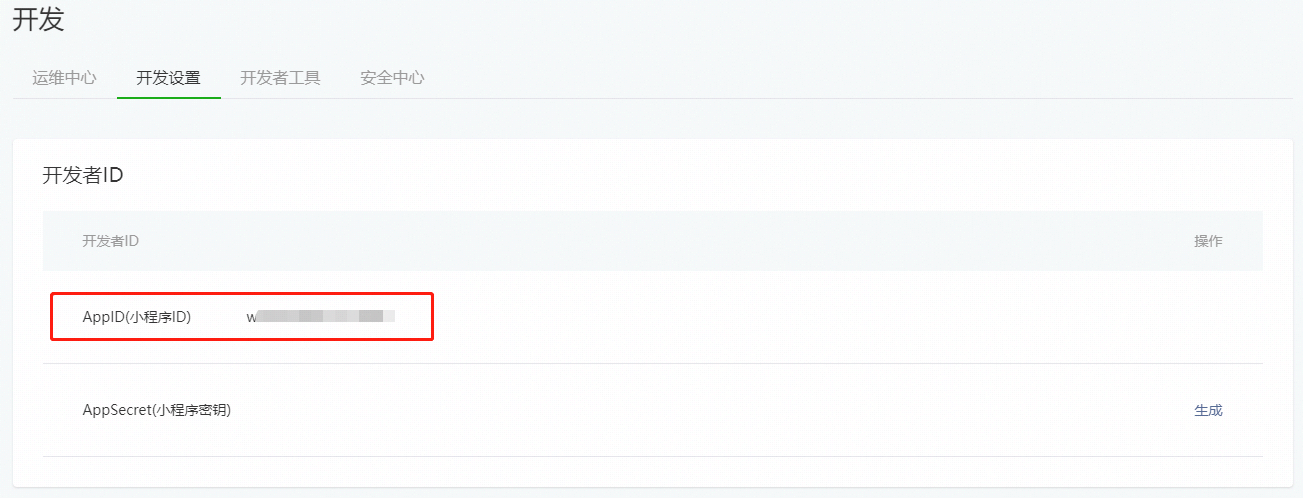 开发
运维中心 开发设置 开发者工具 安全中心
开发者ID
开发者ID 操作
AppID(小程序ID) w
AppSecret(小程序密钥) 生成